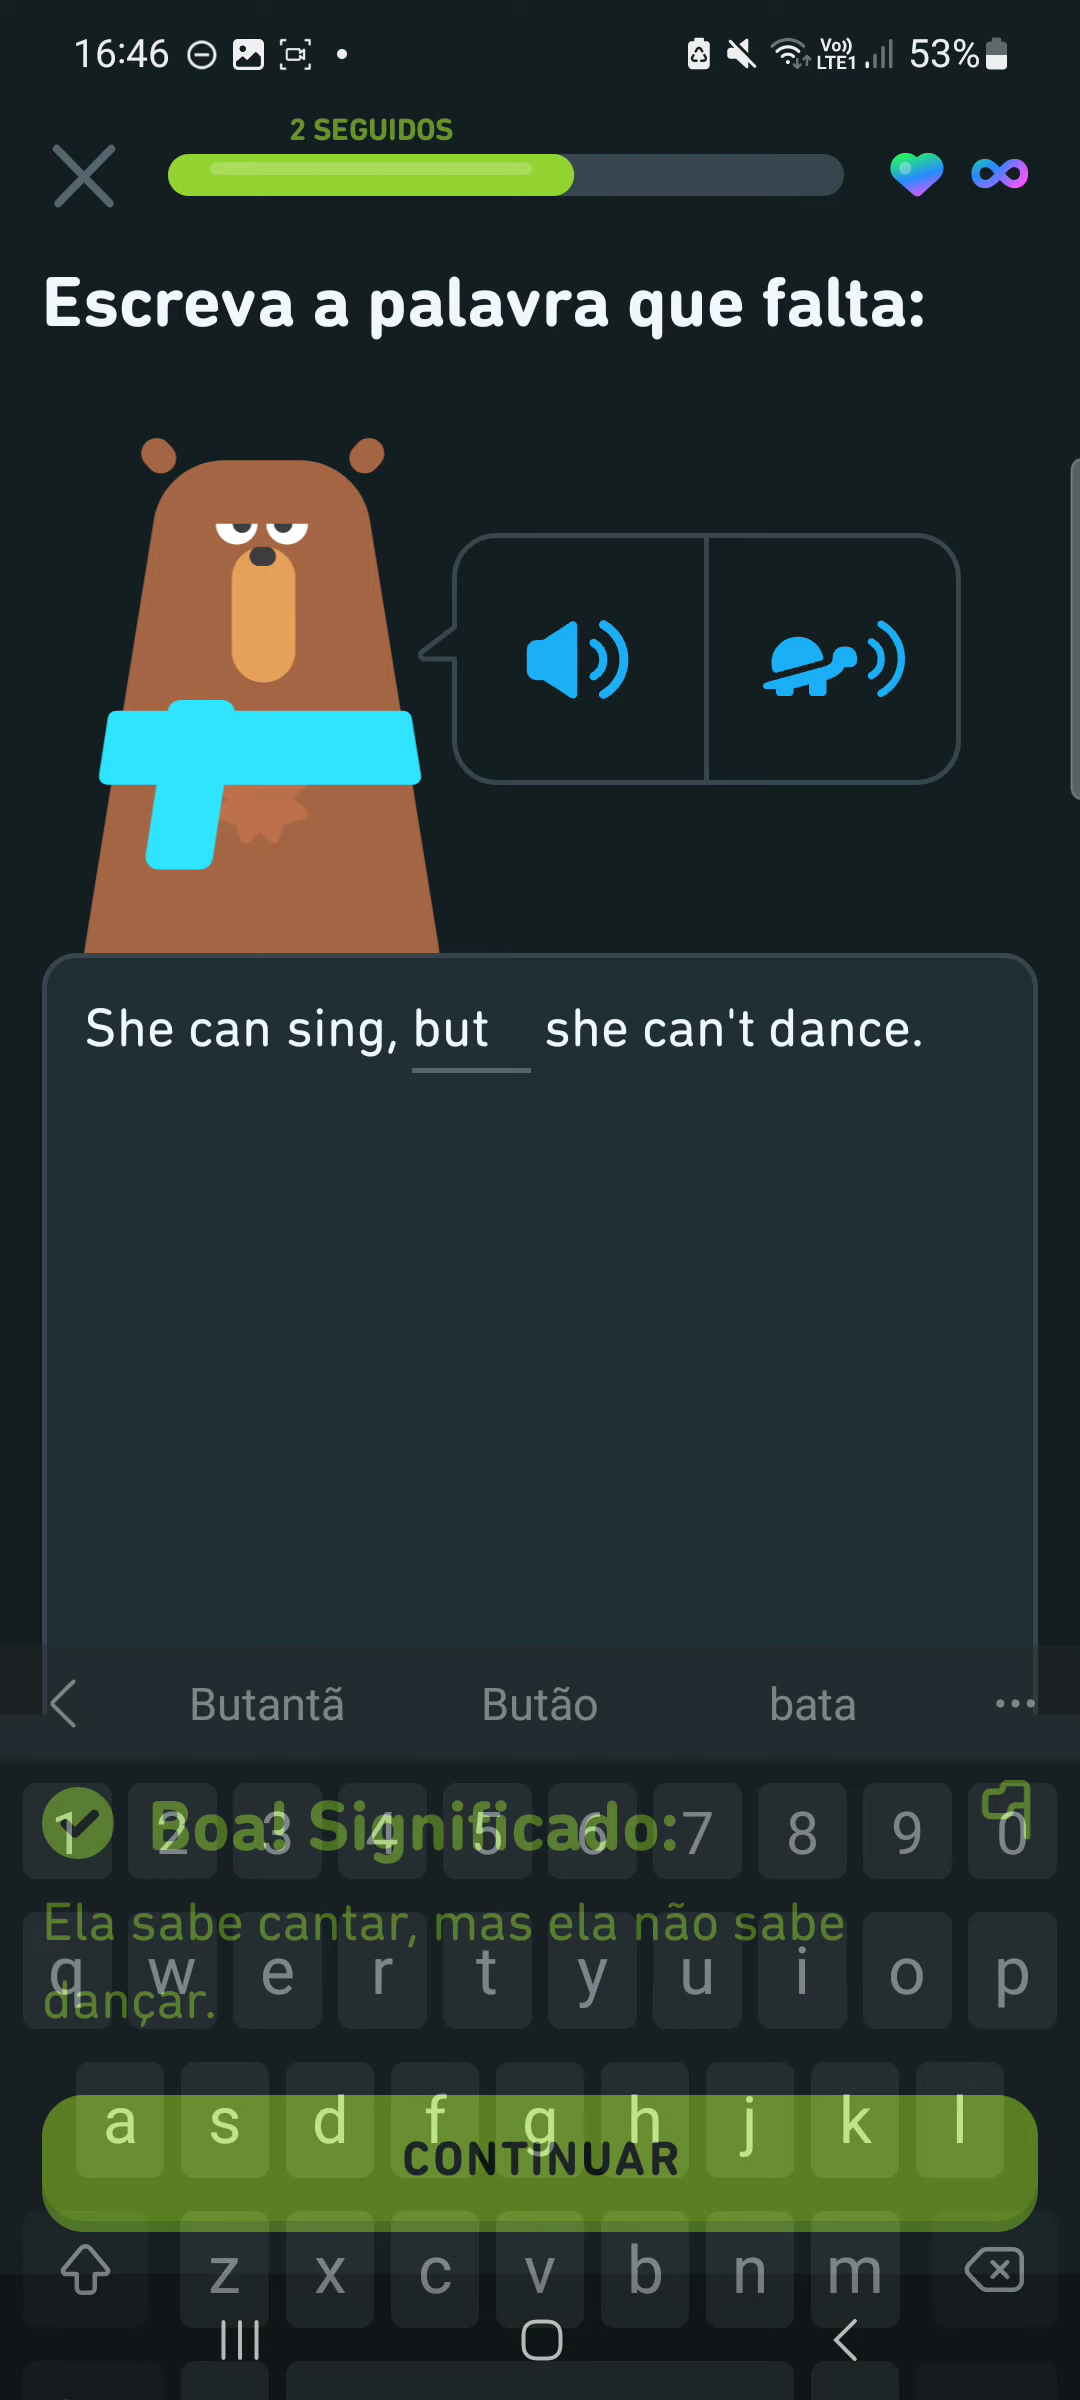 16:46 Vo)) LTE1 53%
2 SEGUIDOS
Escreva a palavra que falta:
She can sing, but she can't dance.
Butantã Butão bata
1 2 3 4 5 6 7 8 9 0
Boa! Significado:
Ela sabe cantar, mas ela não sabe
q w e r t y u i o p
dançar.
a s d f g h j k l
CONTINUAR
z x c v b n m